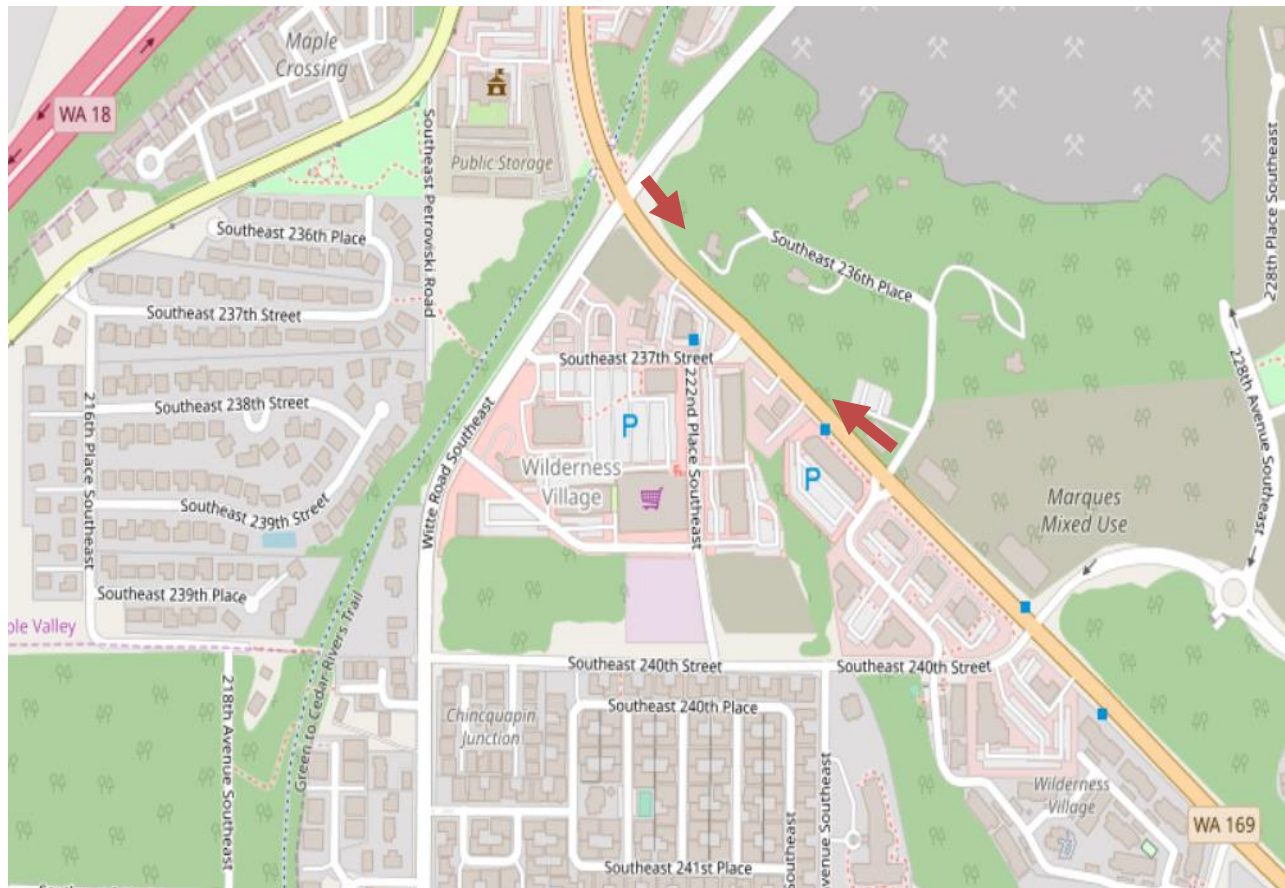 Maple
Crossing
WA 18
Public Storage
Southeast Petroviski Road
Southeast 236th Place
Southeast 236th Place
228th Place Southeast
Southeast 237th Street
Southeast 237th Street
222nd Place Southeast
228th Avenue Southeast
216th Place Southeast
Southeast 238th Street
Witte Road Southeast
P
Wilderness
Village
P
Marques
Mixed Use
Southeast 239th Street
Southeast 239th Place
ple Valley
Green to Cedar Rivers Trail
218th Avenue Southeast
Southeast 240th Street
Southeast 240th Street
Southeast 240th Place
Chincquapin
Junction
Southeast
venue Southeast
Wilderness
Village
WA 169
Southeast 241st Place